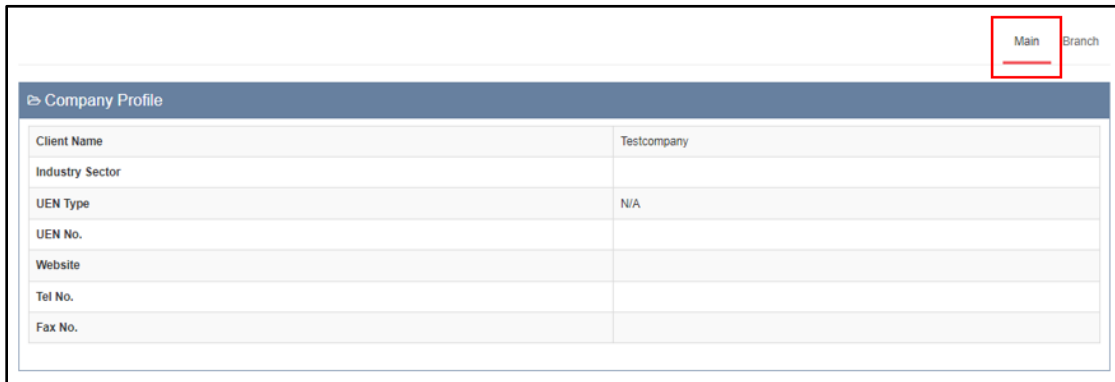 Main Branch
Company Profile
Client Name Testcompany
Industry Sector
UEN Type N/A
UEN No.
Website
Tel No.
Fax No.